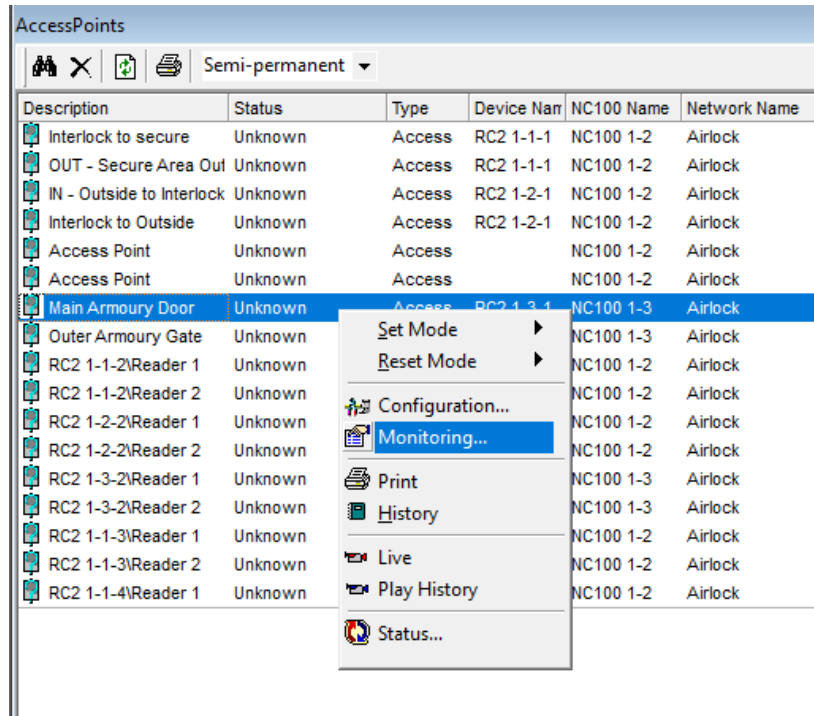 AccessPoints
Semi-permanent
Description Status Type Device Nam NC100 Name Network Name
Interlock to secure Unknown Access RC2 1-1-1 NC100 1-2 Airlock
OUT - Secure Area Out Unknown Access RC2 1-1-1 NC100 1-2 Airlock
IN - Outside to Interlock Unknown Access RC2 1-2-1 NC100 1-2 Airlock
Interlock to Outside Unknown Access RC2 1-2-1 NC100 1-2 Airlock
Access Point Unknown Access NC100 1-2 Airlock
Access Point Unknown Access NC100 1-2 Airlock
Main Armoury Door Unknown Access RC2 1-3-1 NC100 1-3 Airlock
Outer Armoury Gate Unknown NC100 1-3 Airlock
RC2 1-1-2\Reader 1 Unknown NC100 1-2 Airlock
RC2 1-1-2\Reader 2 Unknown NC100 1-2 Airlock
RC2 1-2-2\Reader 1 Unknown NC100 1-2 Airlock
RC2 1-2-2\Reader 2 Unknown NC100 1-2 Airlock
RC2 1-3-2\Reader 1 Unknown NC100 1-3 Airlock
RC2 1-3-2\Reader 2 Unknown NC100 1-3 Airlock
RC2 1-1-3\Reader 1 Unknown NC100 1-2 Airlock
RC2 1-1-3\Reader 2 Unknown NC100 1-2 Airlock
RC2 1-1-4\Reader 1 Unknown NC100 1-2 Airlock
Set Mode
Reset Mode
Configuration...
Monitoring...
Print
History
Live
Play History
Status...